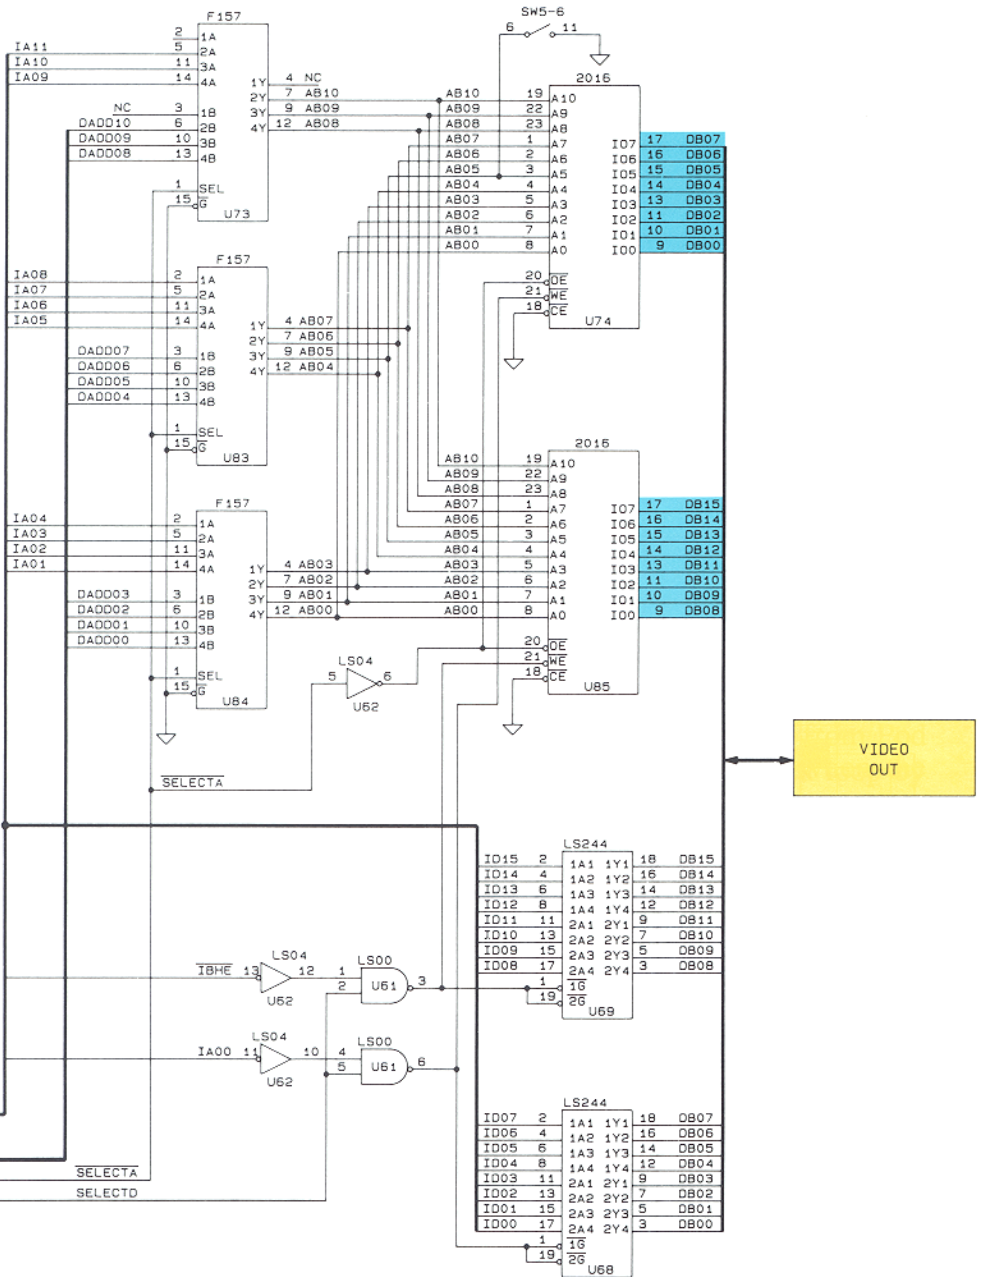 SW5-6
6 11
F157
2 1A
IA11 5 2A
IA10 11 3A
IA09 14 4A
1Y 4 NC
2Y 7 AB10
3Y 9 AB09
4Y 12 AB08
NC 3 1B
DADD10 6 2B
DADD09 10 3B
DADD08 13 4B
1 SEL
15 G
U73
2016
AB10 19 A10
AB09 22 A9
AB08 23 A8
AB07 1 A7
AB06 2 A6
AB05 3 A5
AB04 4 A4
AB03 5 A3
AB02 6 A2
AB01 7 A1
AB00 8 A0
IO7 17 DB07
IO6 16 DB06
IO5 15 DB05
IO4 14 DB04
IO3 13 DB03
IO2 11 DB02
IO1 10 DB01
IO0 9 DB00
20 OE
21 WE
18 CE
U74
F157
IA08 2 1A
IA07 5 2A
IA06 11 3A
IA05 14 4A
1Y 4 AB07
2Y 7 AB06
3Y 9 AB05
4Y 12 AB04
DADD07 3 1B
DADD06 6 2B
DADD05 10 3B
DADD04 13 4B
1 SEL
15 G
U83
2016
AB10 19 A10
AB09 22 A9
AB08 23 A8
AB07 1 A7
AB06 2 A6
AB05 3 A5
AB04 4 A4
AB03 5 A3
AB02 6 A2
AB01 7 A1
AB00 8 A0
IO7 17 DB15
IO6 16 DB14
IO5 15 DB13
IO4 14 DB12
IO3 13 DB11
IO2 11 DB10
IO1 10 DB09
IO0 9 DB08
20 OE
21 WE
18 CE
U85
F157
IA04 2 1A
IA03 5 2A
IA02 11 3A
IA01 14 4A
1Y 4 AB03
2Y 7 AB02
3Y 9 AB01
4Y 12 AB00
DADD03 3 1B
DADD02 6 2B
DADD01 10 3B
DADD00 13 4B
1 SEL
15 G
U84
LS04
5 6
U62
SELECTA
VIDEO
OUT
LS244
ID15 2 1A1 1Y1 18 DB15
ID14 4 1A2 1Y2 16 DB14
ID13 6 1A3 1Y3 14 DB13
ID12 8 1A4 1Y4 12 DB12
ID11 11 2A1 2Y1 9 DB11
ID10 13 2A2 2Y2 7 DB10
ID09 15 2A3 2Y3 5 DB09
ID08 17 2A4 2Y4 3 DB08
1 1G
19 2G
U69
LS04
IBHE 13 12
U62
LS00
1
2
U61 3
LS04
IA00 11 10
U62
LS00
4
5
U61 6
LS244
ID07 2 1A1 1Y1 18 DB07
ID06 4 1A2 1Y2 16 DB06
ID05 6 1A3 1Y3 14 DB05
ID04 8 1A4 1Y4 12 DB04
ID03 11 2A1 2Y1 9 DB03
ID02 13 2A2 2Y2 7 DB02
ID01 15 2A3 2Y3 5 DB01
ID00 17 2A4 2Y4 3 DB00
1 1G
19 2G
U68
SELECTA
SELECTD